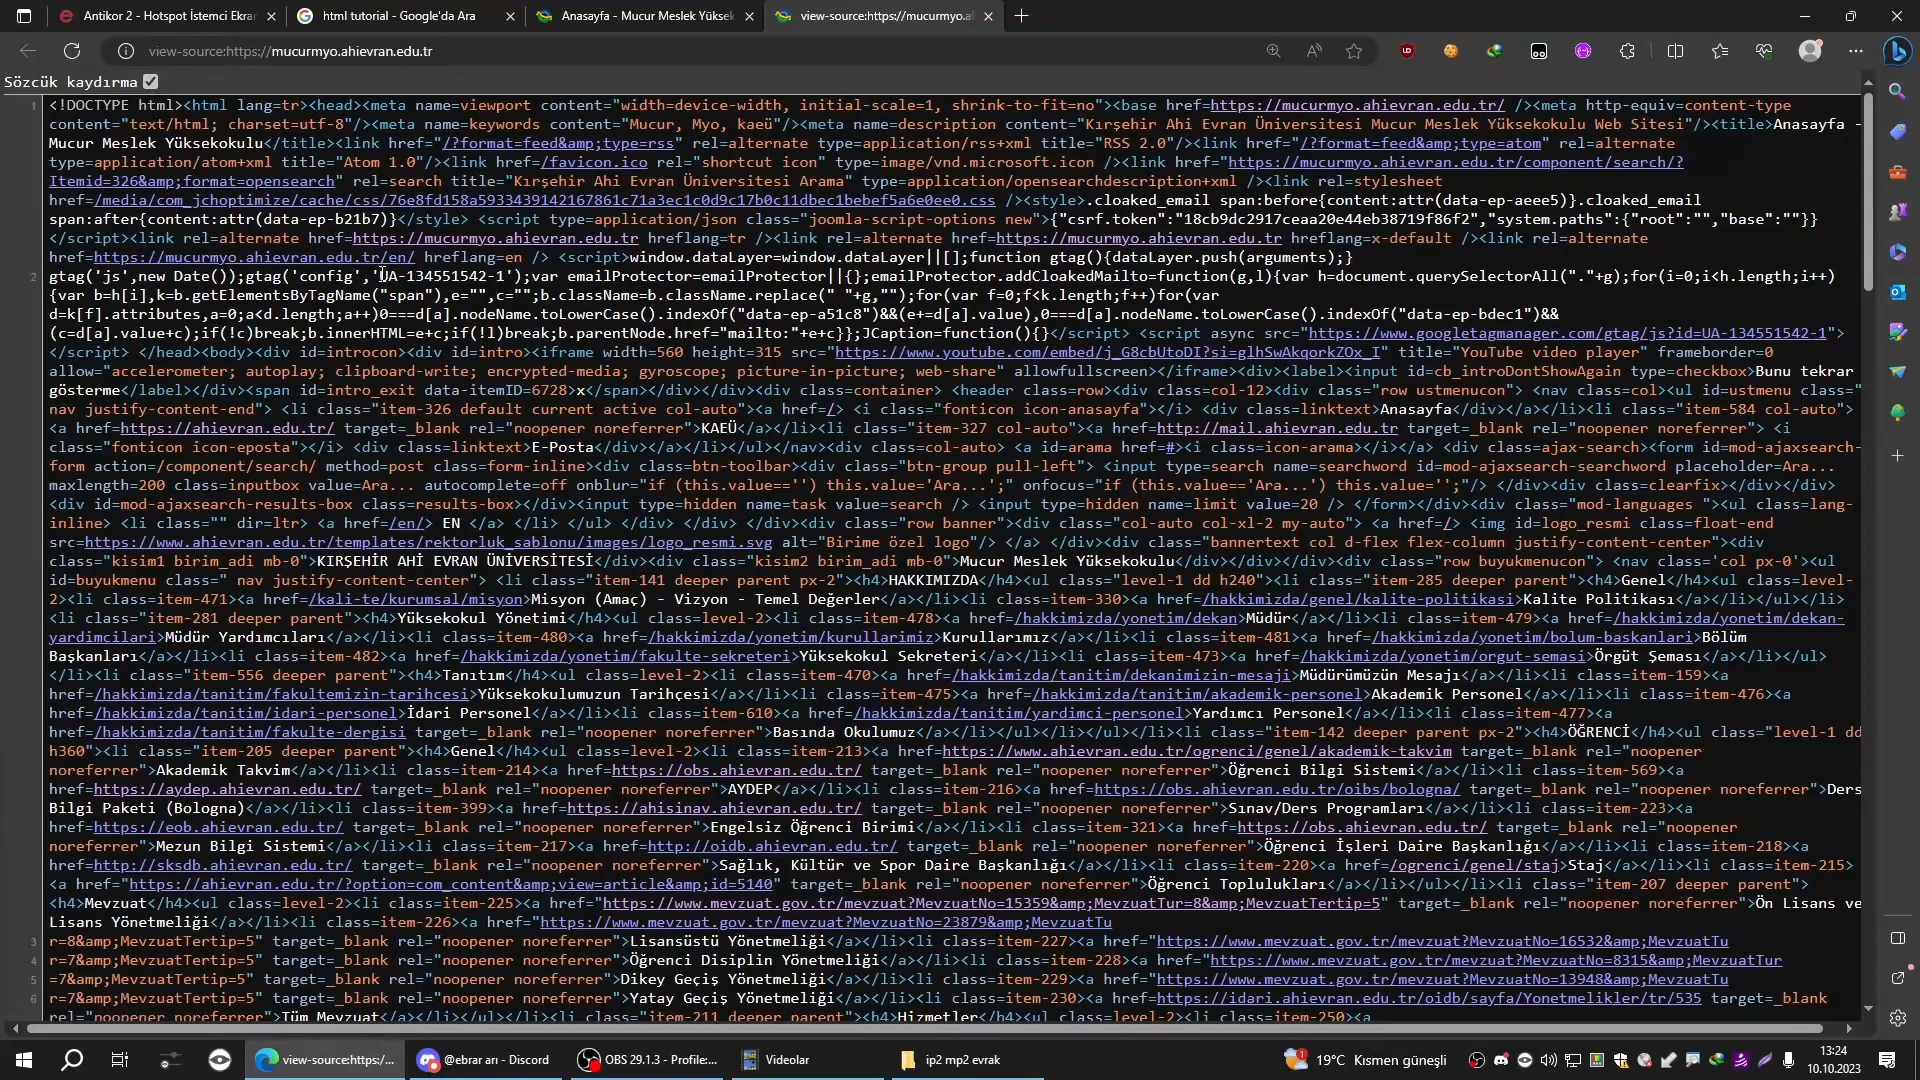 Antikor 2 - Hotspot İstemci Ekran
html tutorial - Google'da Ara
Anasayfa - Mucur Meslek Yüksek
view-source:https://mucurmyo.ah
view-source:https://mucurmyo.ahievran.edu.tr
Sözcük kaydırma
1 <!DOCTYPE html><html lang=tr><head><meta name=viewport content="width=device-width, initial-scale=1, shrink-to-fit=no"><base href=https://mucurmyo.ahievran.edu.tr/ /><meta http-equiv=content-type
content="text/html; charset=utf-8"/><meta name=keywords content="Mucur, Myo, kaeü"/><meta name=description content="Kırşehir Ahi Evran Üniversitesi Mucur Meslek Yüksekokulu Web Sitesi"/><title>Anasayfa -
Mucur Meslek Yüksekokulu</title><link href="/?format=feed&amp;type=rss" rel=alternate type=application/rss+xml title="RSS 2.0"/><link href="/?format=feed&amp;type=atom" rel=alternate
type=application/atom+xml title="Atom 1.0"/><link href=/favicon.ico rel="shortcut icon" type=image/vnd.microsoft.icon /><link href="https://mucurmyo.ahievran.edu.tr/component/search/?
Itemid=326&amp;format=opensearch" rel=search title="Kırşehir Ahi Evran Üniversitesi Arama" type=application/opensearchdescription+xml /><link rel=stylesheet
href=/media/com_jchoptimize/cache/css/76e8fd158a5933439142167861c71a3ec1c0d9c17b0c11dbec1bebef5a6e0ee0.css /><style>.cloaked_email span:before{content:attr(data-ep-aeee5)}.cloaked_email
span:after{content:attr(data-ep-b21b7)}</style> <script type=application/json class="joomla-script-options new">{"csrf.token":"18cb9dc2917ceaa20e44eb38719f86f2","system.paths":{"root":"","base":""}}
</script><link rel=alternate href=https://mucurmyo.ahievran.edu.tr hreflang=tr /><link rel=alternate href=https://mucurmyo.ahievran.edu.tr hreflang=x-default /><link rel=alternate
href=https://mucurmyo.ahievran.edu.tr/en/ hreflang=en /> <script>window.dataLayer=window.dataLayer||[];function gtag(){dataLayer.push(arguments);}
2 gtag('js',new Date());gtag('config','UA-134551542-1');var emailProtector=emailProtector||{};emailProtector.addCloakedMailto=function(g,l){var h=document.querySelectorAll("."+g);for(i=0;i<h.length;i++)
{var b=h[i],k=b.getElementsByTagName("span"),e="",c="";b.className=b.className.replace(" "+g,"");for(var f=0;f<k.length;f++)for(var
d=k[f].attributes,a=0;a<d.length;a++)0===d[a].nodeName.toLowerCase().indexOf("data-ep-a51c8")&&(e+=d[a].value),0===d[a].nodeName.toLowerCase().indexOf("data-ep-bdec1")&&
(c=d[a].value+c);if(!c)break;b.innerHTML=e+c;if(!l)break;b.parentNode.href="mailto:"+e+c}};JCaption=function(){}</script> <script async src="https://www.googletagmanager.com/gtag/js?id=UA-134551542-1">
</script> </head><body><div id=introcon><div id=intro><iframe width=560 height=315 src="https://www.youtube.com/embed/j_G8cbUtoDI?si=glhSwAkqorkZOx_I" title="YouTube video player" frameborder=0
allow="accelerometer; autoplay; clipboard-write; encrypted-media; gyroscope; picture-in-picture; web-share" allowfullscreen></iframe><div><label><input id=cb_introDontShowAgain type=checkbox>Bunu tekrar
gösterme</label></div><span id=intro_exit data-itemID=6728>x</span></div></div><div class=container> <header class=row><div class=col-12><div class="row ustmenucon"> <nav class=col><ul id=ustmenu class="
nav justify-content-end"> <li class="item-326 default current active col-auto"><a href=/> <i class="fonticon icon-anasayfa"></i> <div class=linktext>Anasayfa</div></a></li><li class="item-584 col-auto">
<a href=https://ahievran.edu.tr/ target=_blank rel="noopener noreferrer">KAEÜ</a></li><li class="item-327 col-auto"><a href=http://mail.ahievran.edu.tr target=_blank rel="noopener noreferrer"> <i
class="fonticon icon-eposta"></i> <div class=linktext>E-Posta</div></a></li></ul></nav><div class=col-auto> <a id=arama href=#><i class=icon-arama></i></a> <div class=ajax-search><form id=mod-ajaxsearch-
form action=/component/search/ method=post class=form-inline><div class=btn-toolbar><div class="btn-group pull-left"> <input type=search name=searchword id=mod-ajaxsearch-searchword placeholder=Ara...
maxlength=200 class=inputbox value=Ara... autocomplete=off onblur="if (this.value=='') this.value='Ara...';" onfocus="if (this.value=='Ara...') this.value='';"/> </div><div class=clearfix></div></div>
<div id=mod-ajaxsearch-results-box class=results-box></div><input type=hidden name=task value=search /> <input type=hidden name=limit value=20 /> </form></div><div class="mod-languages "><ul class=lang-
inline> <li class="" dir=ltr> <a href=/en/> EN </a> </li> </ul> </div> </div> </div><div class="row banner"><div class="col-auto col-xl-2 my-auto"> <a href=/> <img id=logo_resmi class=float-end
src=https://www.ahievran.edu.tr/templates/rektorluk_sablonu/images/logo_resmi.svg alt="Birime özel logo"/> </a> </div><div class="bannertext col d-flex flex-column justify-content-center"><div
class="kisim1 birim_adi mb-0">KIRŞEHİR AHİ EVRAN ÜNİVERSİTESİ</div><div class="kisim2 birim_adi mb-0">Mucur Meslek Yüksekokulu</div></div></div><div class="row buyukmenucon"> <nav class='col px-0'><ul
id=buyukmenu class=" nav justify-content-center"> <li class="item-141 deeper parent px-2"><h4>HAKKIMIZDA</h4><ul class="level-1 dd h240"><li class="item-285 deeper parent"><h4>Genel</h4><ul class=level-
2><li class=item-471><a href=/kali-te/kurumsal/misyon>Misyon (Amaç) - Vizyon - Temel Değerler</a></li><li class=item-330><a href=/hakkimizda/genel/kalite-politikasi>Kalite Politikası</a></li></ul></li>
<li class="item-281 deeper parent"><h4>Yüksekokul Yönetimi</h4><ul class=level-2><li class=item-478><a href=/hakkimizda/yonetim/dekan>Müdür</a></li><li class=item-479><a href=/hakkimizda/yonetim/dekan-
yardimcilari>Müdür Yardımcıları</a></li><li class=item-480><a href=/hakkimizda/yonetim/kurullarimiz>Kurullarımız</a></li><li class=item-481><a href=/hakkimizda/yonetim/bolum-baskanlari>Bölüm
Başkanları</a></li><li class=item-482><a href=/hakkimizda/yonetim/fakulte-sekreteri>Yüksekokul Sekreteri</a></li><li class=item-473><a href=/hakkimizda/yonetim/orgut-semasi>Örgüt Şeması</a></li></ul>
</li><li class="item-556 deeper parent"><h4>Tanıtım</h4><ul class=level-2><li class=item-470><a href=/hakkimizda/tanitim/dekanimizin-mesaji>Müdürümüzün Mesajı</a></li><li class=item-159><a
href=/hakkimizda/tanitim/fakultemizin-tarihcesi>Yüksekokulumuzun Tarihçesi</a></li><li class=item-475><a href=/hakkimizda/tanitim/akademik-personel>Akademik Personel</a></li><li class=item-476><a
href=/hakkimizda/tanitim/idari-personel>İdari Personel</a></li><li class=item-610><a href=/hakkimizda/tanitim/yardimci-personel>Yardımcı Personel</a></li><li class=item-477><a
href=/hakkimizda/tanitim/fakulte-dergisi target=_blank rel="noopener noreferrer">Basında Okulumuz</a></li></ul></li></ul></li><li class="item-142 deeper parent px-2"><h4>ÖĞRENCİ</h4><ul class="level-1 dd
h360"><li class="item-205 deeper parent"><h4>Genel</h4><ul class=level-2><li class=item-213><a href=https://www.ahievran.edu.tr/ogrenci/genel/akademik-takvim target=_blank rel="noopener
noreferrer">Akademik Takvim</a></li><li class=item-214><a href=https://obs.ahievran.edu.tr/ target=_blank rel="noopener noreferrer">Öğrenci Bilgi Sistemi</a></li><li class=item-569><a
href=https://aydep.ahievran.edu.tr/ target=_blank rel="noopener noreferrer">AYDEP</a></li><li class=item-216><a href=https://obs.ahievran.edu.tr/oibs/bologna/ target=_blank rel="noopener noreferrer">Ders
Bilgi Paketi (Bologna)</a></li><li class=item-399><a href=https://ahisinav.ahievran.edu.tr/ target=_blank rel="noopener noreferrer">Sınav/Ders Programları</a></li><li class=item-223><a
href=https://eob.ahievran.edu.tr/ target=_blank rel="noopener noreferrer">Engelsiz Öğrenci Birimi</a></li><li class=item-321><a href=https://obs.ahievran.edu.tr/ target=_blank rel="noopener
noreferrer">Mezun Bilgi Sistemi</a></li><li class=item-217><a href=http://oidb.ahievran.edu.tr/ target=_blank rel="noopener noreferrer">Öğrenci İşleri Daire Başkanlığı</a></li><li class=item-218><a
href=http://sksdb.ahievran.edu.tr/ target=_blank rel="noopener noreferrer">Sağlık, Kültür ve Spor Daire Başkanlığı</a></li><li class=item-220><a href=/ogrenci/genel/staj>Staj</a></li><li class=item-215>
<a href="https://ahievran.edu.tr/?option=com_content&amp;view=article&amp;id=5140" target=_blank rel="noopener noreferrer">Öğrenci Toplulukları</a></li></ul></li><li class="item-207 deeper parent">
<h4>Mevzuat</h4><ul class=level-2><li class=item-225><a href="https://www.mevzuat.gov.tr/mevzuat?MevzuatNo=15359&amp;MevzuatTur=8&amp;MevzuatTertip=5" target=_blank rel="noopener noreferrer">Ön Lisans ve
Lisans Yönetmeliği</a></li><li class=item-226><a href="https://www.mevzuat.gov.tr/mevzuat?MevzuatNo=23879&amp;MevzuatTu
3 r=8&amp;MevzuatTertip=5" target=_blank rel="noopener noreferrer">Lisansüstü Yönetmeliği</a></li><li class=item-227><a href="https://www.mevzuat.gov.tr/mevzuat?MevzuatNo=16532&amp;MevzuatTu
4 r=7&amp;MevzuatTertip=5" target=_blank rel="noopener noreferrer">Öğrenci Disiplin Yönetmeliği</a></li><li class=item-228><a href="https://www.mevzuat.gov.tr/mevzuat?MevzuatNo=8315&amp;MevzuatTur
5 =7&amp;MevzuatTertip=5" target=_blank rel="noopener noreferrer">Dikey Geçiş Yönetmeliği</a></li><li class=item-229><a href="https://www.mevzuat.gov.tr/mevzuat?MevzuatNo=13948&amp;MevzuatTu
6 r=7&amp;MevzuatTertip=5" target=_blank rel="noopener noreferrer">Yatay Geçiş Yönetmeliği</a></li><li class=item-230><a href=https://idari.ahievran.edu.tr/oidb/sayfa/Yonetmelikler/tr/535 target=_blank
rel="noopener noreferrer">Tüm Mevzuat</a></li></ul></li><li class="item-211 deeper parent"><h4>Hizmetler</h4><ul class=level-2><li class=item-250><a
view-source:https:/...
@ebrar arı - Discord
OBS 29.1.3 - Profile:...
Videolar
ip2 mp2 evrak
19°C Kısmen güneşli
13:24
10.10.2023